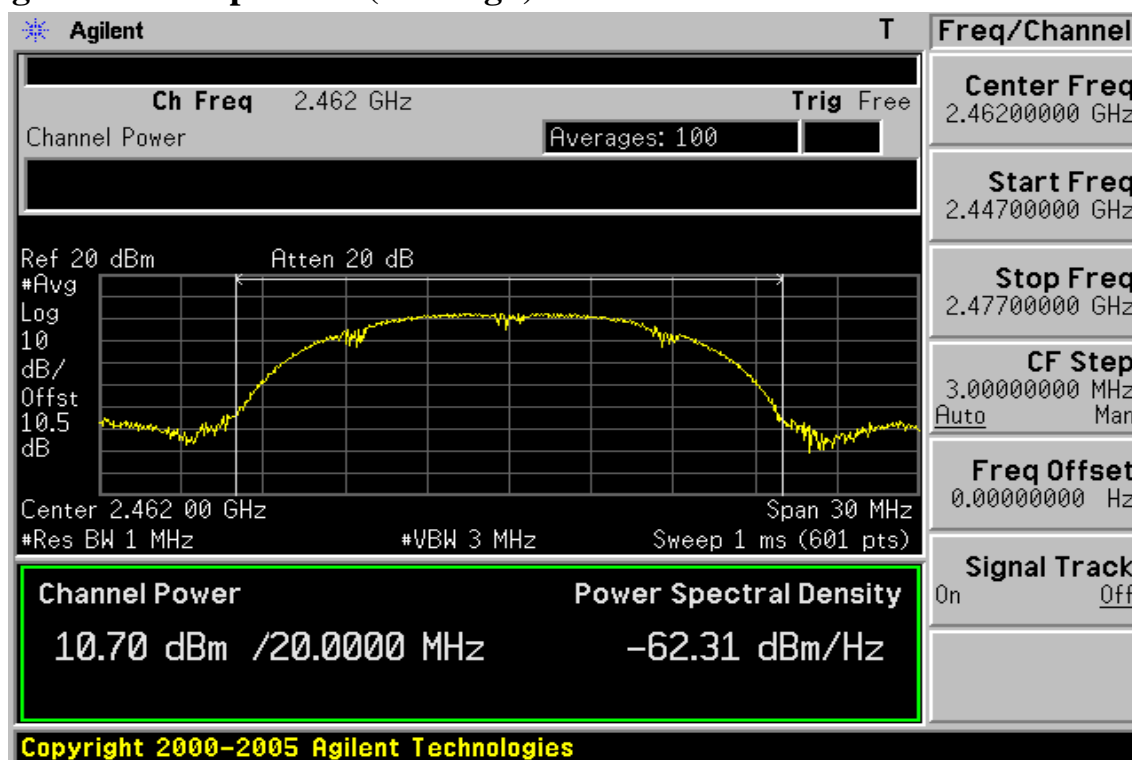 Agilent T
Ch Freq 2.462 GHz Trig Free
Channel Power Averages: 100
Ref 20 dBm Atten 20 dB
#Avg
Log
10
dB/
Offst
10.5
dB
Center 2.462 00 GHz Span 30 MHz
#Res BW 1 MHz #VBW 3 MHz Sweep 1 ms (601 pts)
Channel Power Power Spectral Density
10.70 dBm /20.0000 MHz -62.31 dBm/Hz
Copyright 2000-2005 Agilent Technologies
Freq/Channel
Center Freq
2.46200000 GHz
Start Freq
2.44700000 GHz
Stop Freq
2.47700000 GHz
CF Step
3.00000000 MHz
Auto Man
Freq Offset
0.00000000 Hz
Signal Track
On Off